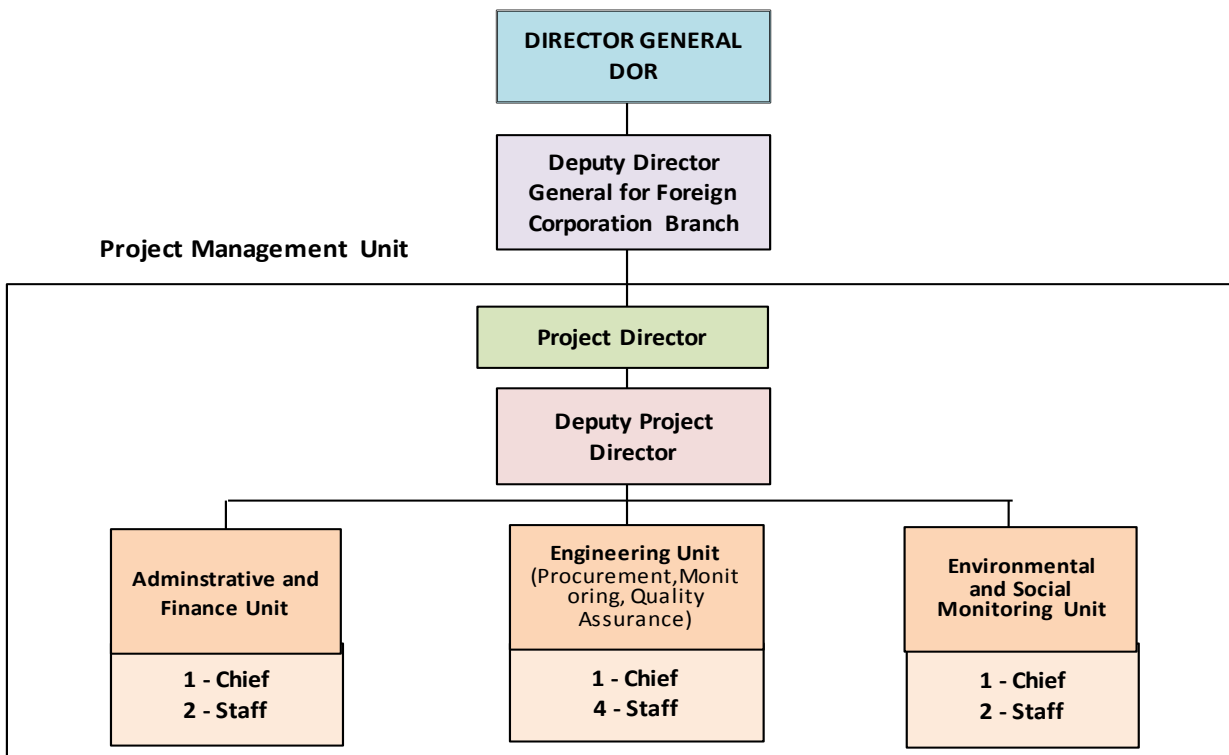 DIRECTOR GENERAL
DOR
Deputy Director
General for Foreign
Corporation Branch
Project Management Unit
Project Director
Deputy Project
Director
Adminstrative and
Finance Unit
1 - Chief
2 - Staff
Engineering Unit
(Procurement,Monit
oring, Quality
Assurance)
1 - Chief
4 - Staff
Environmental
and Social
Monitoring Unit
1 - Chief
2 - Staff